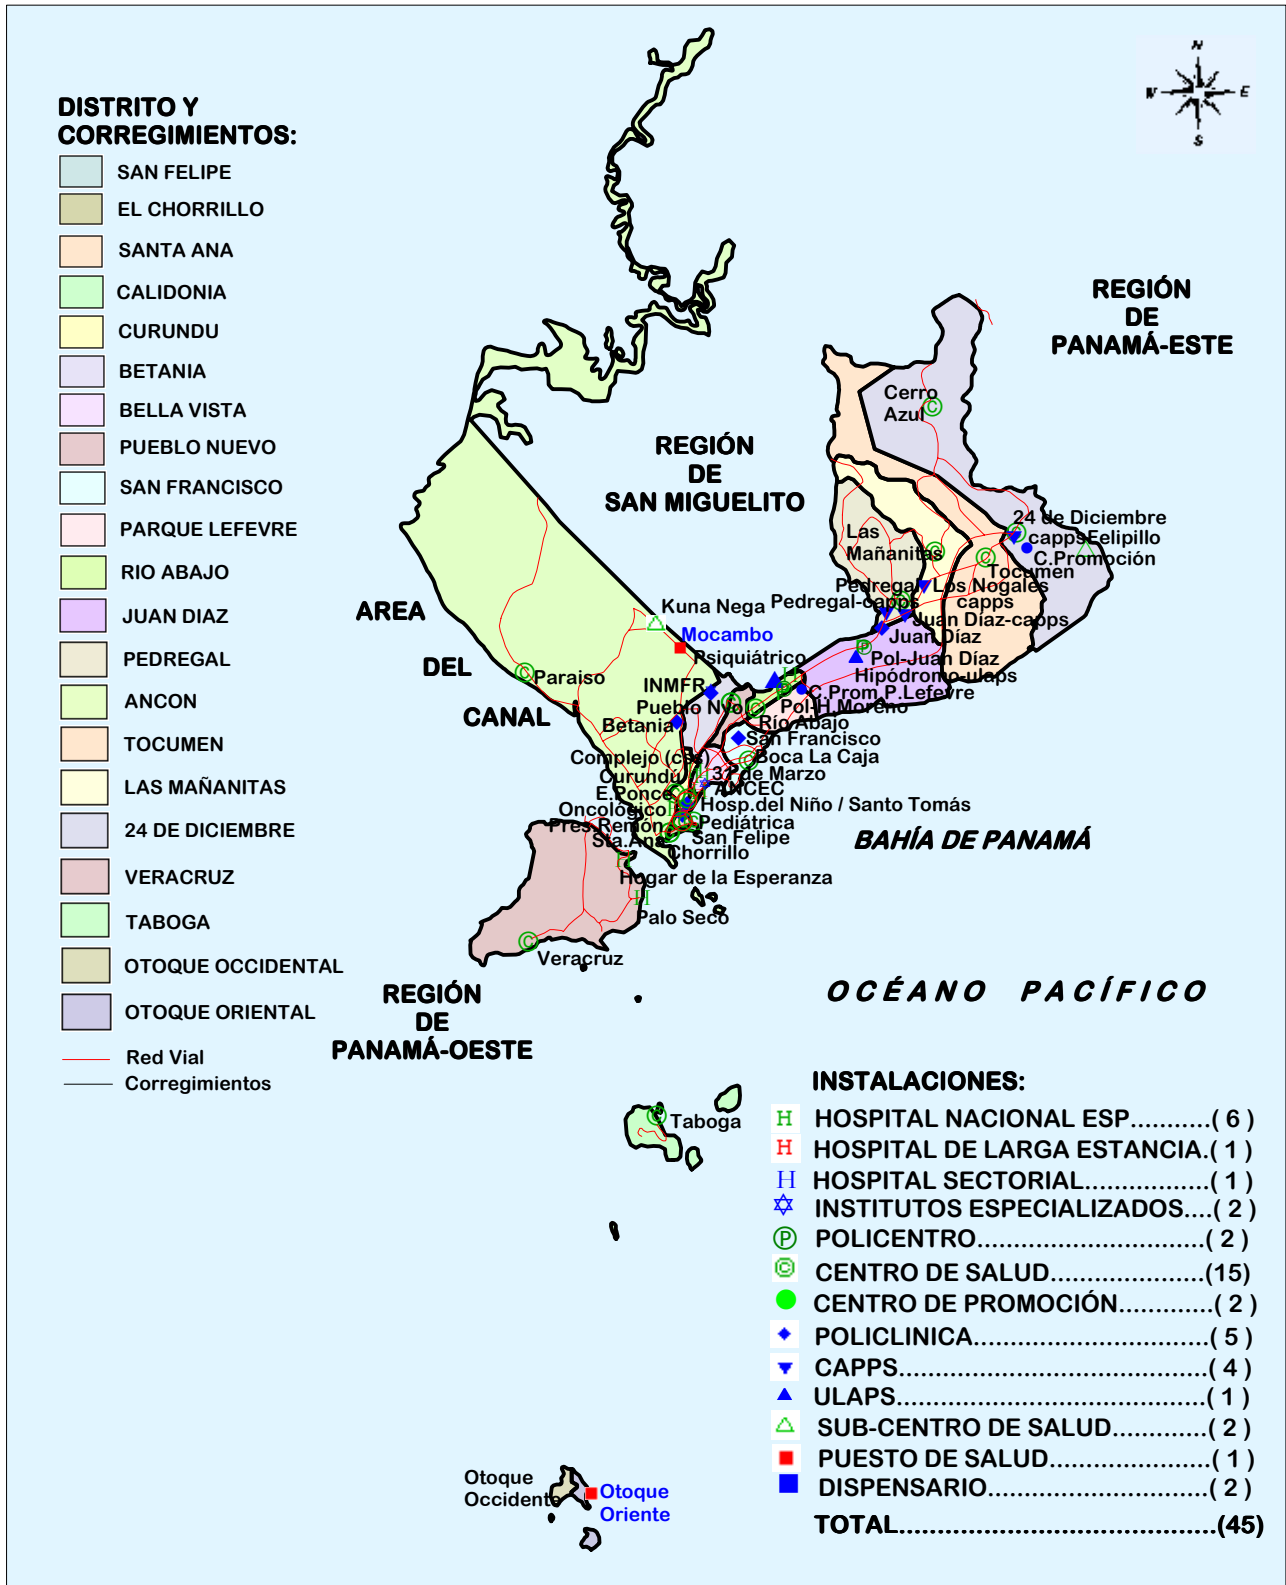 N
W
E
S
DISTRITO Y
CORREGIMIENTOS:
SAN FELIPE
EL CHORRILLO
SANTA ANA
CALIDONIA
CURUNDU
BETANIA
BELLA VISTA
PUEBLO NUEVO
SAN FRANCISCO
PARQUE LEFEVRE
RIO ABAJO
JUAN DIAZ
PEDREGAL
ANCON
TOCUMEN
LAS MAÑANITAS
24 DE DICIEMBRE
VERACRUZ
TABOGA
OTOQUE OCCIDENTAL
OTOQUE ORIENTAL
Red Vial
Corregimientos
REGIÓN
DE
PANAMÁ-ESTE
REGIÓN
DE
SAN MIGUELITO
AREA
DEL
CANAL
Cerro
Azul
24 de Diciembre
capps
Felipillo
C.Promoción
Las
Mañanitas
Tocumen
Pedregal
Los Nogales
capps
Pedregal-capps
Juan Díaz-capps
Juan Díaz
Pol-Juan Díaz
Hipódromo-ulaps
Kuna Nega
Mocambo
Psiquiátrico
Paraiso
INMFR
C.Prom P.Lefevre
Pueblo Nvo
Pol-H.Moreno
Betania
Río Abajo
San Francisco
Complejo (css)
Boca La Caja
Curundú
31 de Marzo
E.Ponce
ANCEC
Oncológico
Hosp.del Niño / Santo Tomás
Pres.Remón
Pediátrica
Sta.Ana
San Felipe
Chorrillo
BAHÍA DE PANAMÁ
Hogar de la Esperanza
Palo Seco
Veracruz
REGIÓN
DE
PANAMÁ-OESTE
OCÉANO PACÍFICO
Taboga
Otoque
Occidente
Otoque
Oriente
INSTALACIONES:
H HOSPITAL NACIONAL ESP...........( 6 )
H HOSPITAL DE LARGA ESTANCIA.( 1 )
H HOSPITAL SECTORIAL................( 1 )
INSTITUTOS ESPECIALIZADOS....( 2 )
P POLICENTRO..............................( 2 )
C CENTRO DE SALUD....................(15)
CENTRO DE PROMOCIÓN............( 2 )
POLICLINICA...............................( 5 )
CAPPS.........................................( 4 )
ULAPS.........................................( 1 )
SUB-CENTRO DE SALUD............( 2 )
PUESTO DE SALUD.....................( 1 )
DISPENSARIO.............................( 2 )
TOTAL.........................................(45)